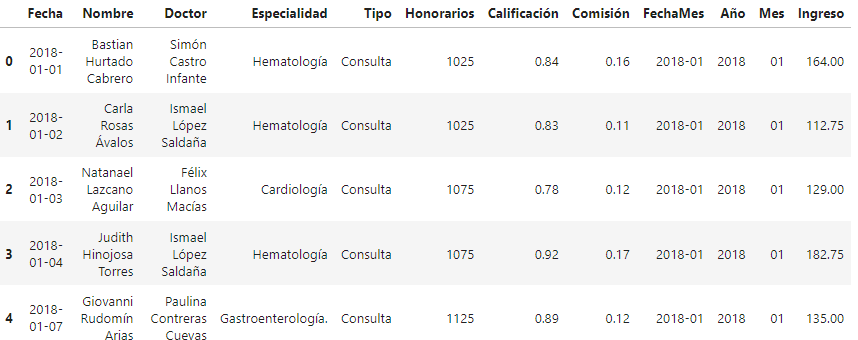 Fecha Nombre Doctor Especialidad Tipo Honorarios Calificación Comisión FechaMes Año Mes Ingreso
0 2018-01-01 Bastian Hurtado Cabrero Simón Castro Infante Hematología Consulta 1025 0.84 0.16 2018-01 2018 01 164.00
1 2018-01-02 Carla Rosas Ávalos Ismael López Saldaña Hematología Consulta 1025 0.83 0.11 2018-01 2018 01 112.75
2 2018-01-03 Natanael Lazcano Aguilar Félix Llanos Macías Cardiología Consulta 1075 0.78 0.12 2018-01 2018 01 129.00
3 2018-01-04 Judith Hinojosa Torres Ismael López Saldaña Hematología Consulta 1075 0.92 0.17 2018-01 2018 01 182.75
4 2018-01-07 Giovanni Rudomín Arias Paulina Contreras Cuevas Gastroenterología. Consulta 1125 0.89 0.12 2018-01 2018 01 135.00